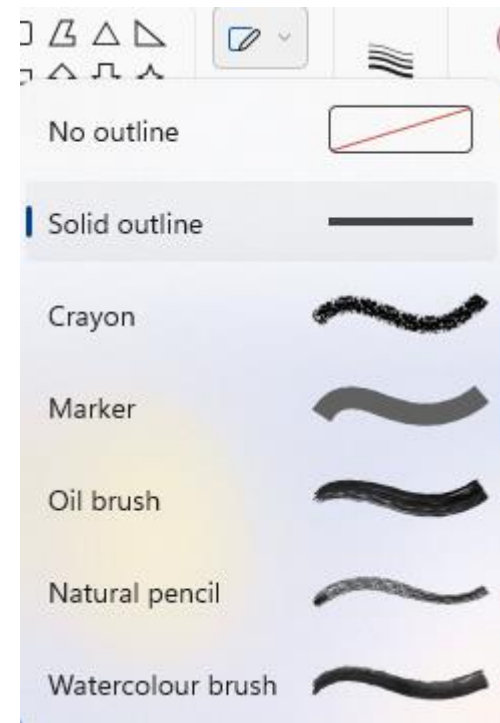 No outline
Solid outline
Crayon
Marker
Oil brush
Natural pencil
Watercolour brush